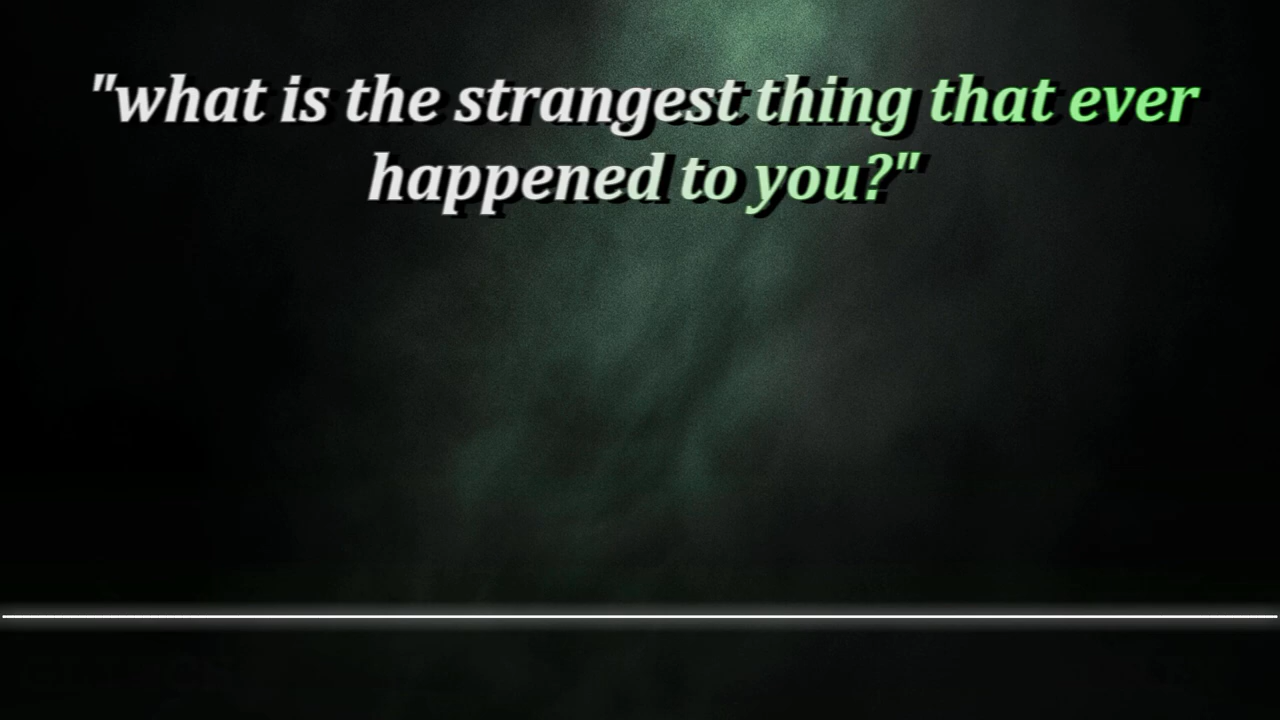 "what is the strangest thing that ever
happened to you?"